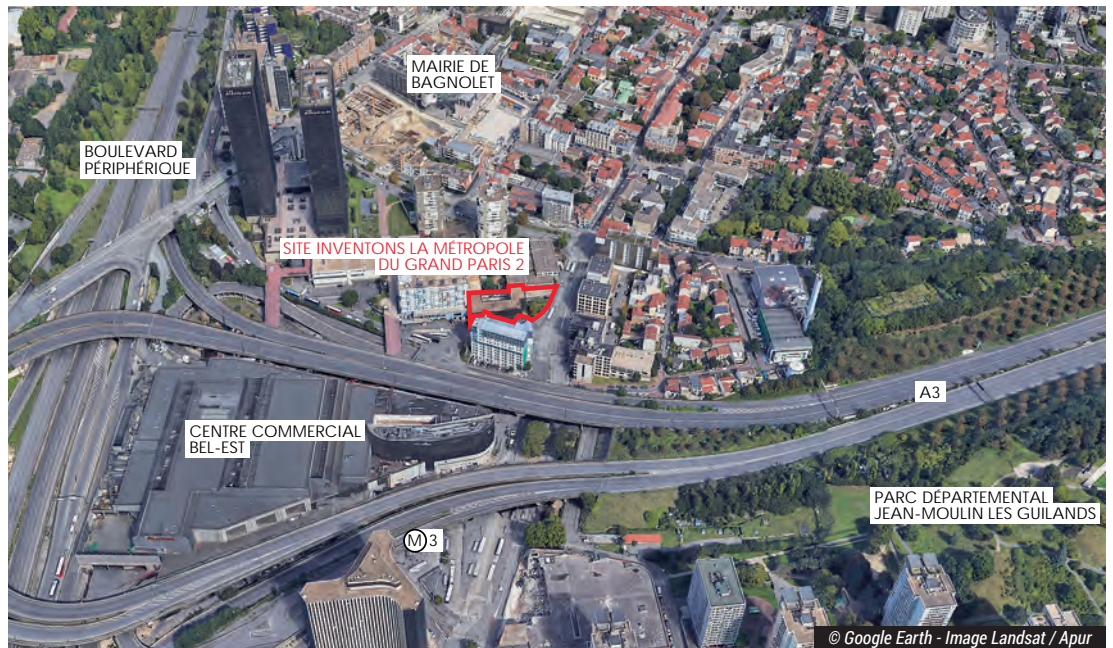 MAIRIE DE
BAGNOLET
BOULEVARD
PÉRIPHÉRIQUE
SITE INVENTONS LA MÉTROPOLE
DU GRAND PARIS 2
A3
CENTRE COMMERCIAL
BEL-EST
PARC DÉPARTEMENTAL
JEAN-MOULIN LES GUILANDS
M 3
© Google Earth - Image Landsat / Apur